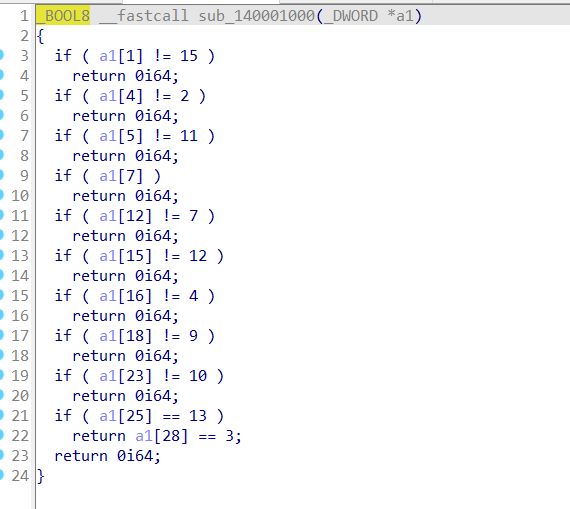 1 _BOOL8 __fastcall sub_140001000(_DWORD *a1)
2 {
3   if ( a1[1] != 15 )
4     return 0i64;
5   if ( a1[4] != 2 )
6     return 0i64;
7   if ( a1[5] != 11 )
8     return 0i64;
9   if ( a1[7] )
10     return 0i64;
11   if ( a1[12] != 7 )
12     return 0i64;
13   if ( a1[15] != 12 )
14     return 0i64;
15   if ( a1[16] != 4 )
16     return 0i64;
17   if ( a1[18] != 9 )
18     return 0i64;
19   if ( a1[23] != 10 )
20     return 0i64;
21   if ( a1[25] == 13 )
22     return a1[28] == 3;
23   return 0i64;
24 }